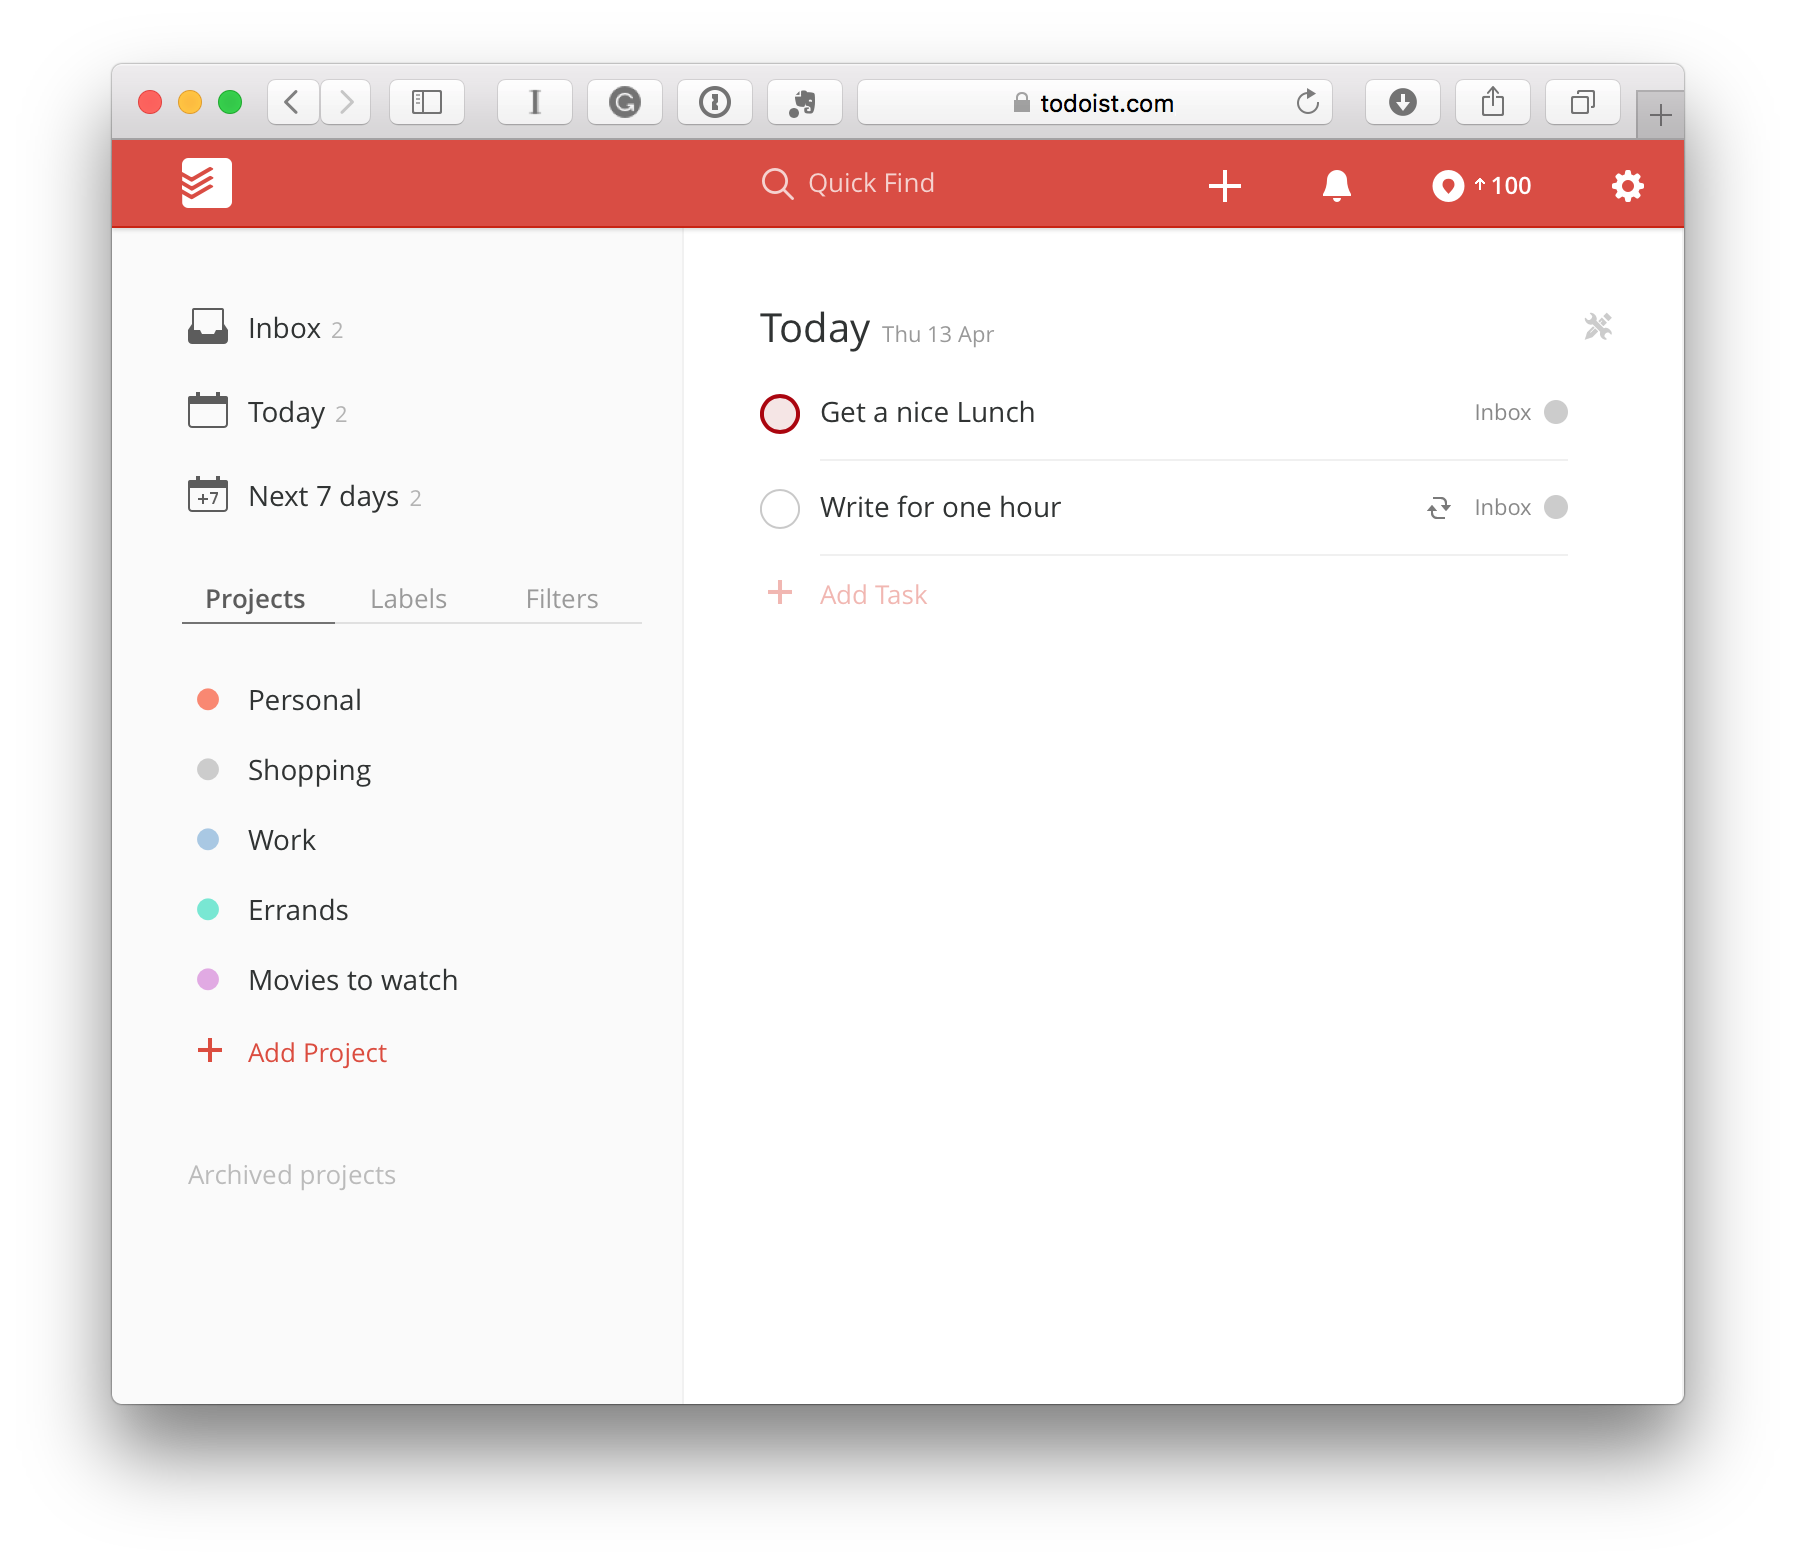 todoist.com
Quick Find
100
Inbox 2
Today 2
+7 Next 7 days 2
Projects Labels Filters
Personal
Shopping
Work
Errands
Movies to watch
Add Project
Archived projects
Today Thu 13 Apr
Get a nice Lunch Inbox
Write for one hour Inbox
Add Task